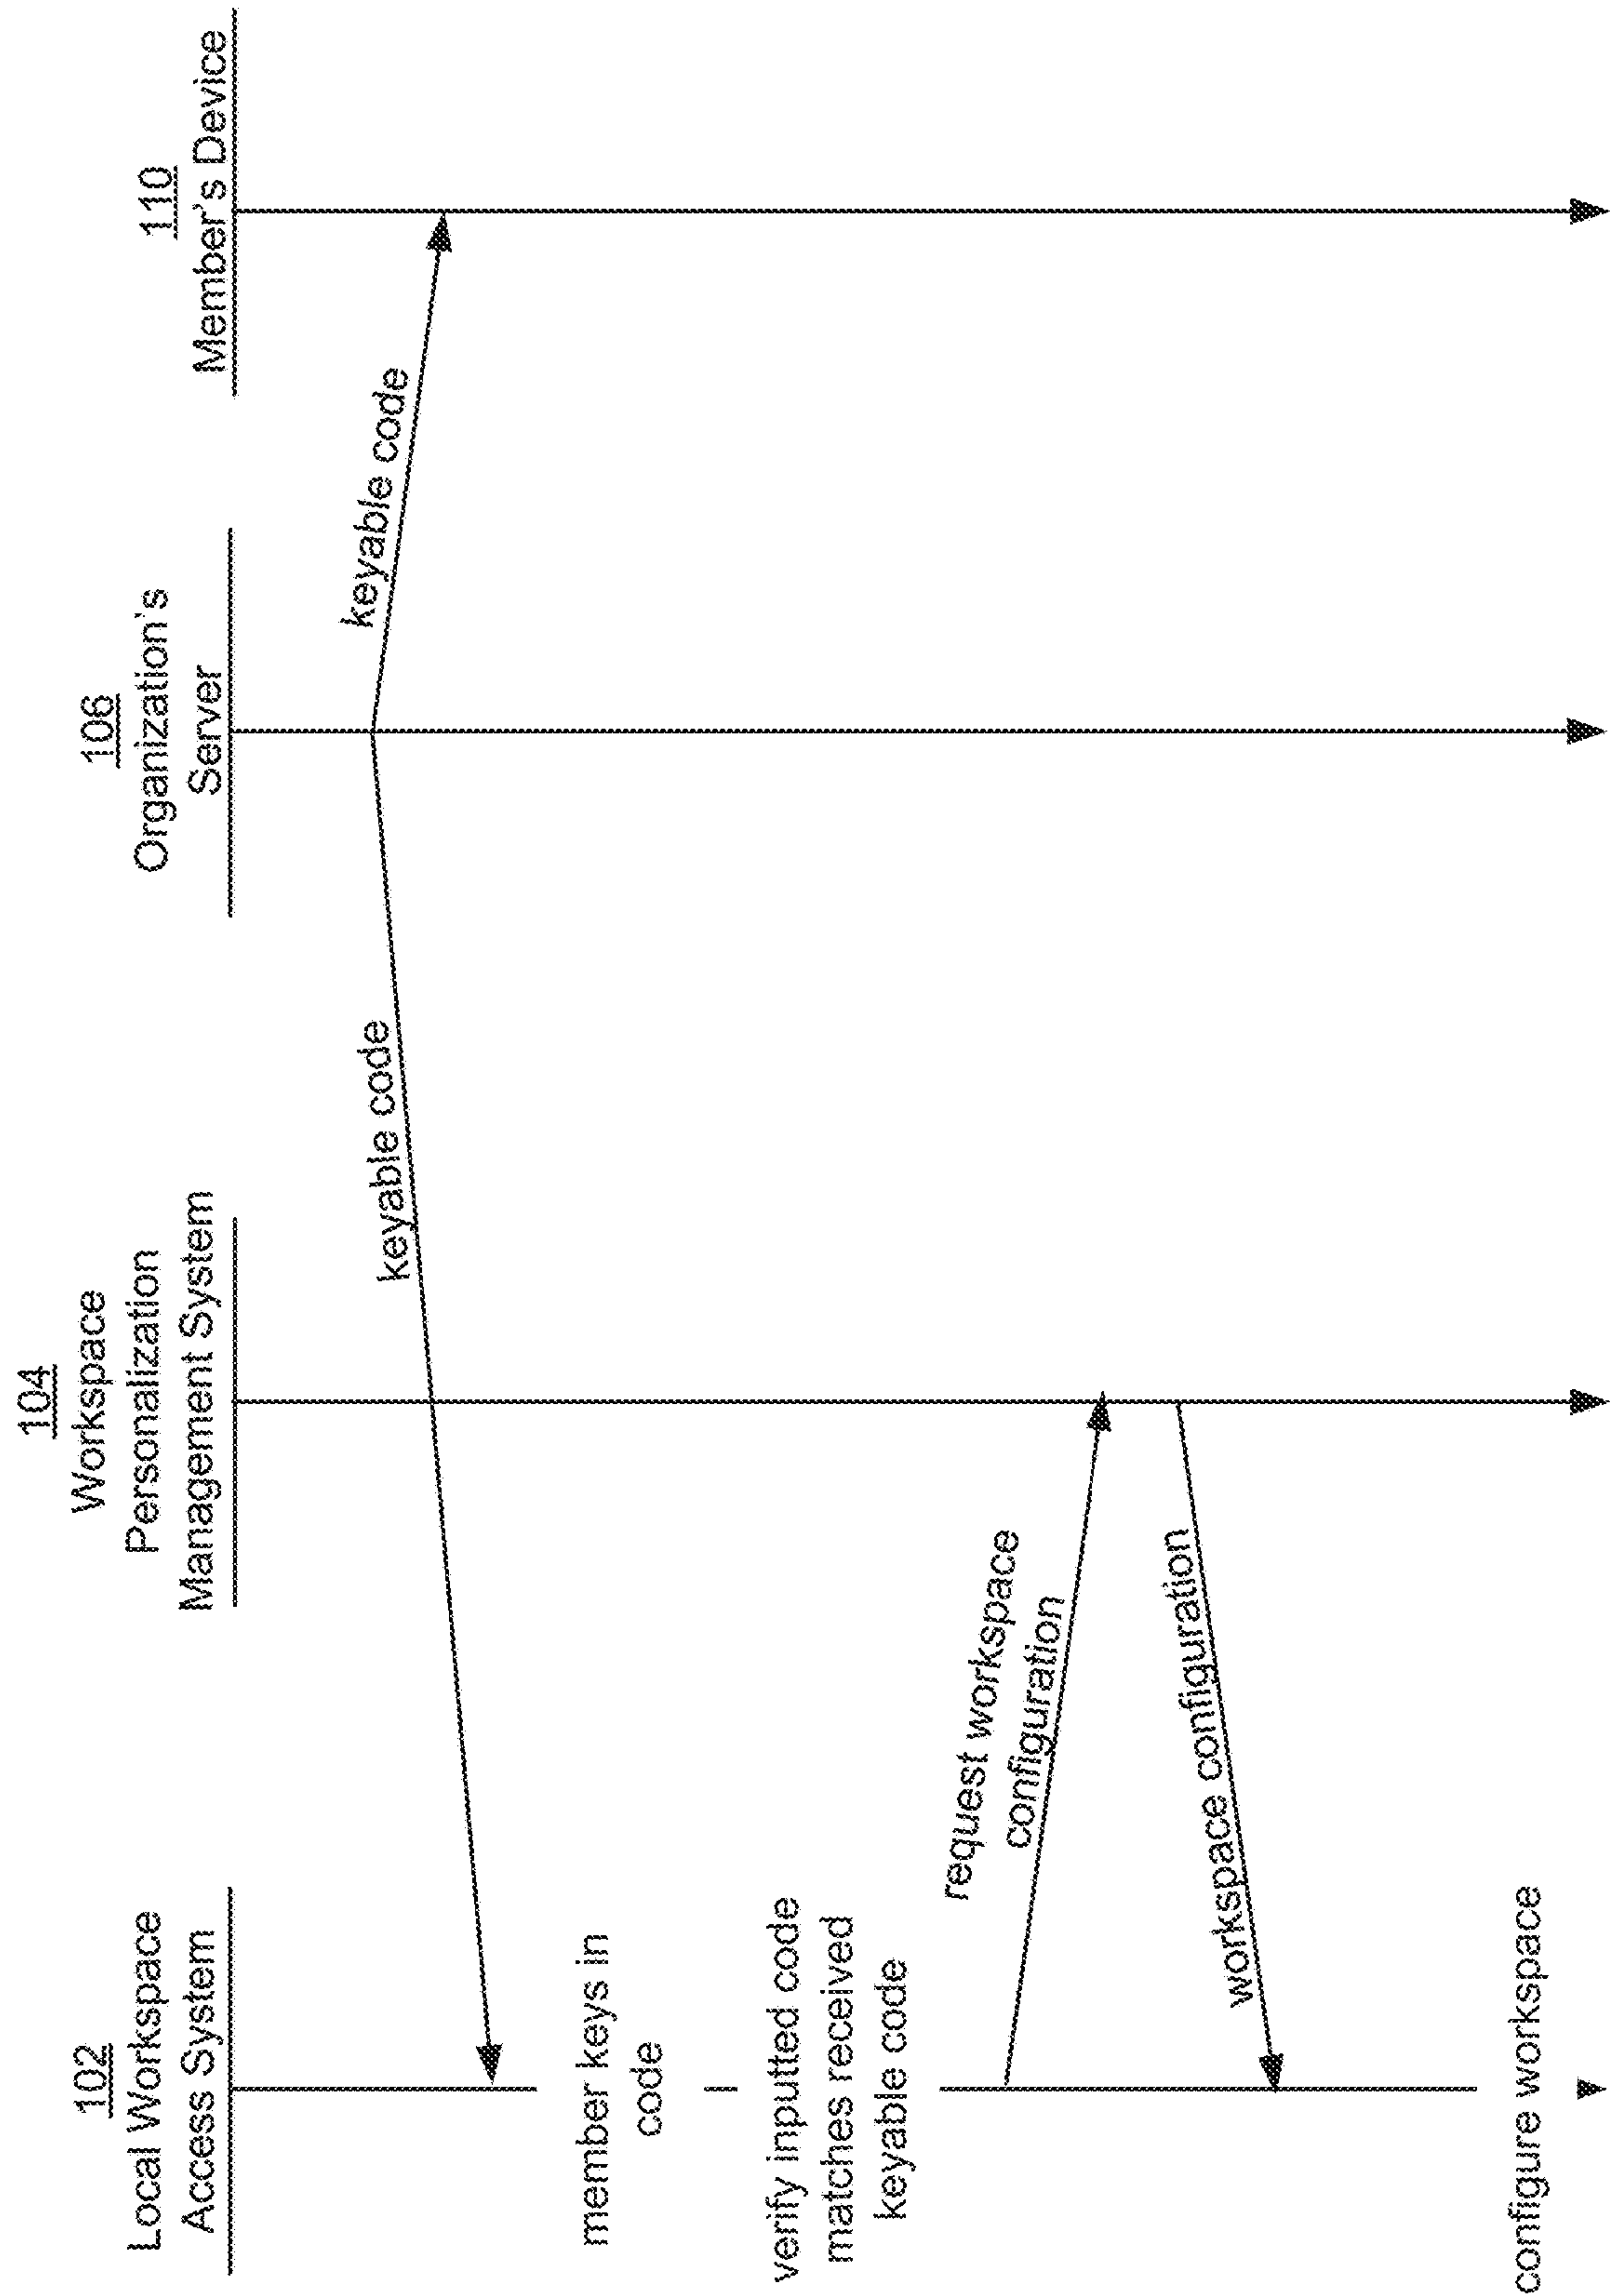 102
Local Workspace
Access System
104
Workspace
Personalization
Management System
106
Organization's
Server
110
Member's Device
keyable code
keyable code
member keys in
code
verify inputted code
matches received
keyable code
request workspace
configuration
workspace configuration
configure workspace